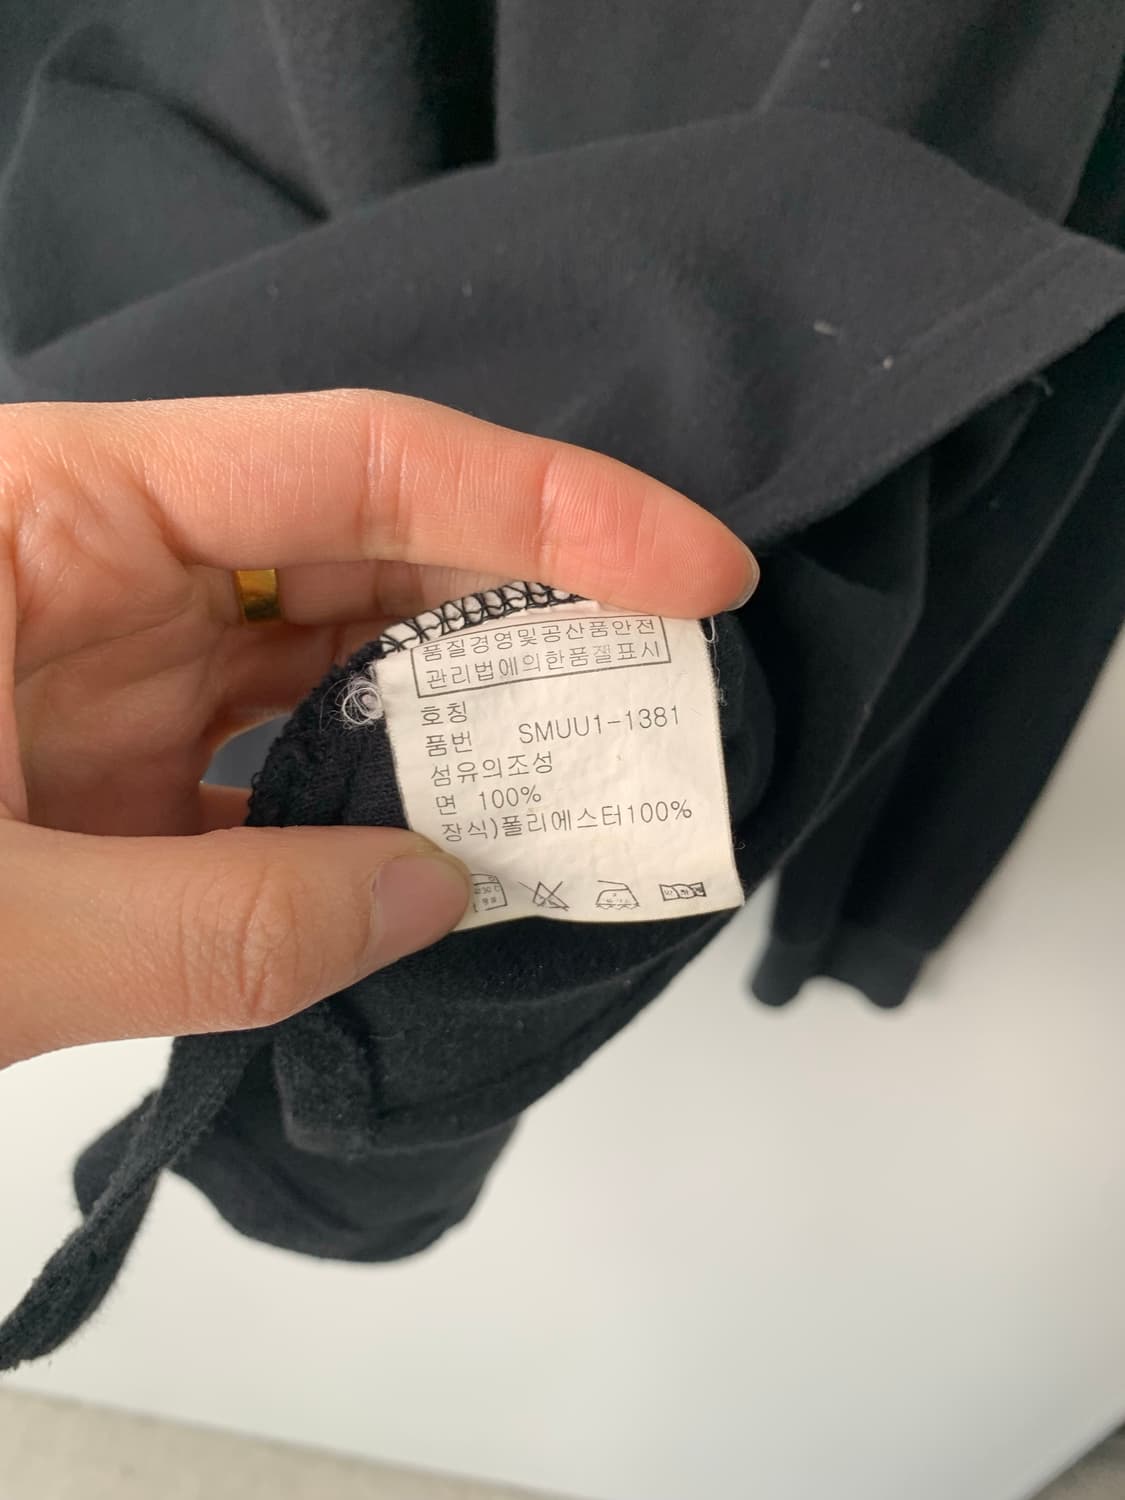 품질경영및공산품안전
관리법에의한품질표시
호칭
품번 SMUU1-1381
섬유의조성
면 100%
장식)폴리에스터100%